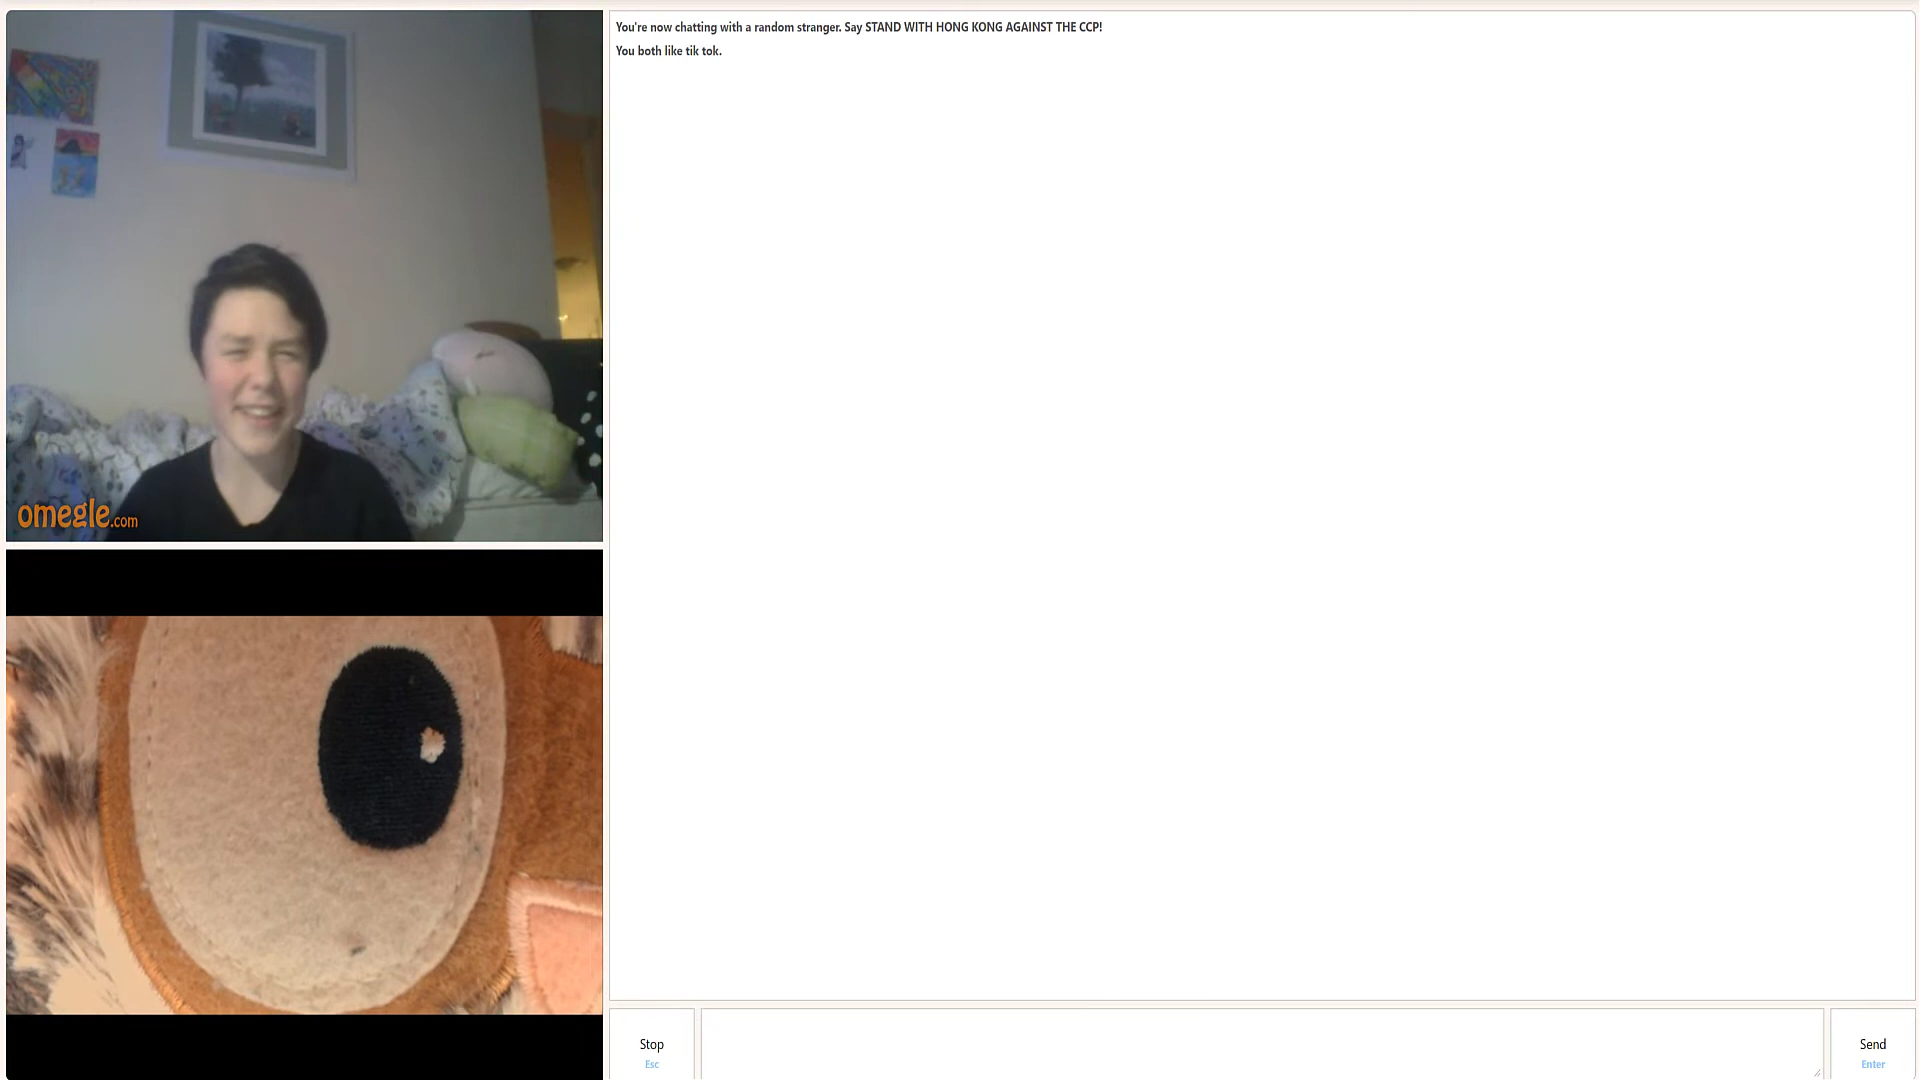 You're now chatting with a random stranger. Say STAND WITH HONG KONG AGAINST THE CCP!
You both like tik tok.
omegle.com
Stop
Esc
Send
Enter